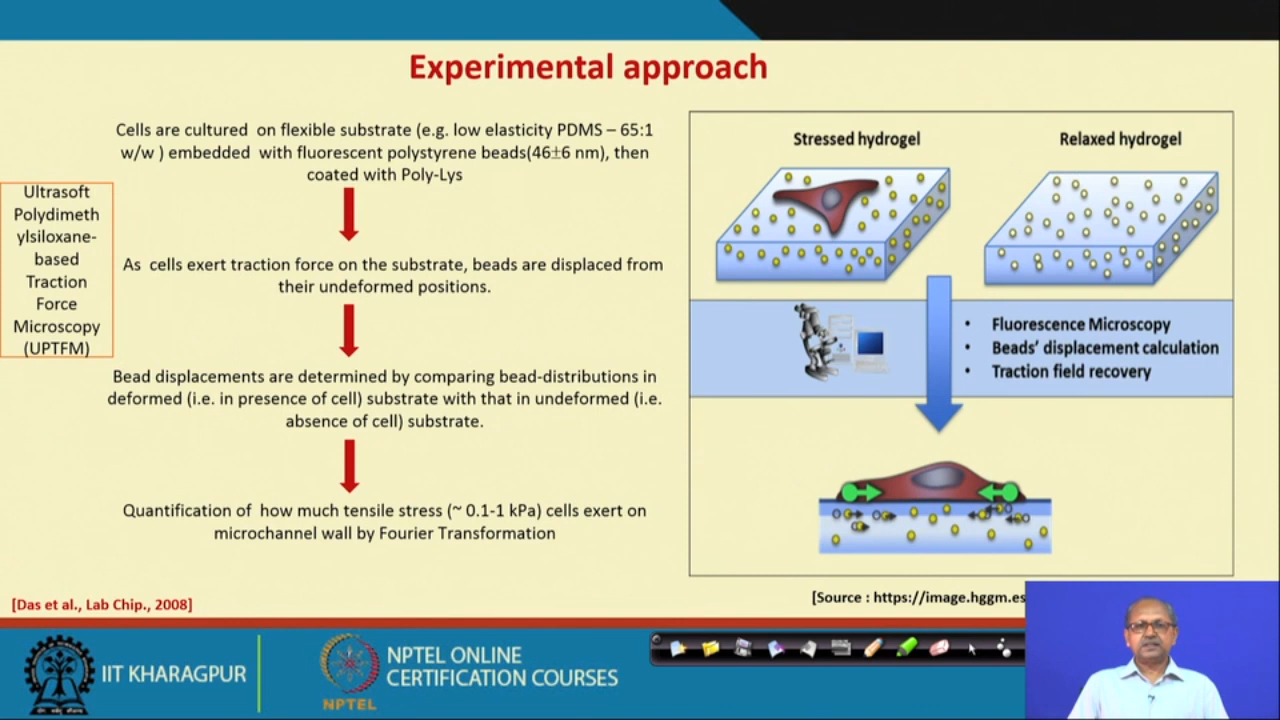 Experimental approach
Cells are cultured on flexible substrate (e.g. low elasticity PDMS – 65:1
w/w ) embedded with fluorescent polystyrene beads(46±6 nm), then
coated with Poly-Lys
Ultrasoft
Polydimeth
ylsiloxane-
based
Traction
Force
Microscopy
(UPTFM)
As cells exert traction force on the substrate, beads are displaced from
their undeformed positions.
Bead displacements are determined by comparing bead-distributions in
deformed (i.e. in presence of cell) substrate with that in undeformed (i.e.
absence of cell) substrate.
Quantification of how much tensile stress (~ 0.1-1 kPa) cells exert on
microchannel wall by Fourier Transformation
Stressed hydrogel
Relaxed hydrogel
• Fluorescence Microscopy
• Beads' displacement calculation
• Traction field recovery
[Das et al., Lab Chip., 2008]
[Source : https://image.hggm.es
IIT KHARAGPUR
NPTEL
NPTEL ONLINE
CERTIFICATION COURSES